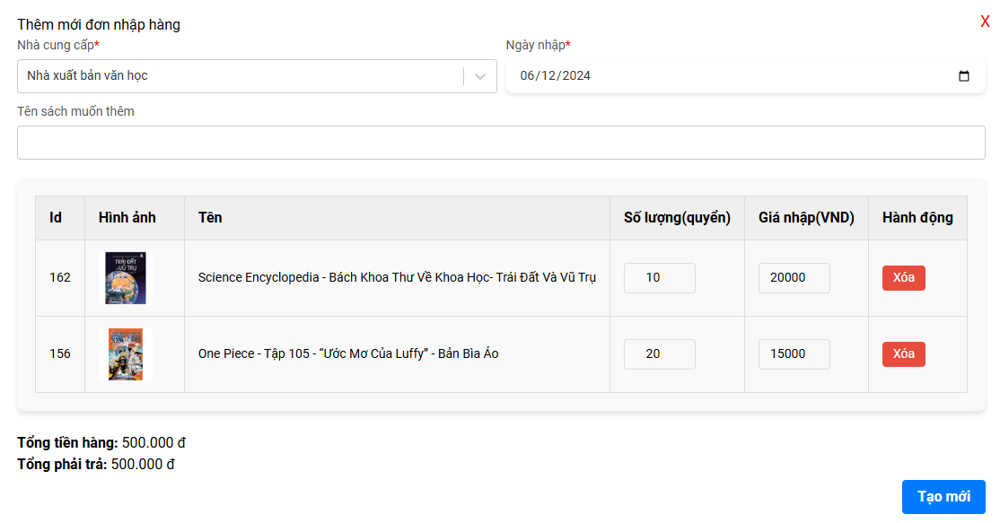 Thêm mới đơn nhập hàng
X
Nhà cung cấp*
Ngày nhập*
Nhà xuất bản văn học
06/12/2024
Tên sách muốn thêm
Id Hình ảnh Tên Số lượng(quyển) Giá nhập(VND) Hành động
TRÁI ĐẤT
VŨ TRỤ
162 Science Encyclopedia - Bách Khoa Thư Về Khoa Học- Trái Đất Và Vũ Trụ 10 20000 Xóa
156 One Piece - Tập 105 - “Ước Mơ Của Luffy” - Bản Bìa Áo 20 15000 Xóa
Tổng tiền hàng: 500.000 đ
Tổng phải trả: 500.000 đ
Tạo mới